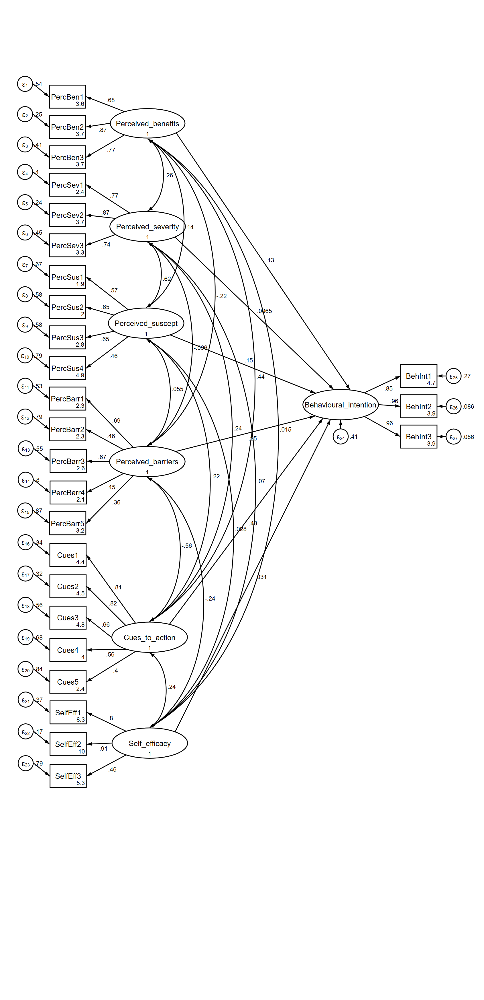 ε1
.54
PercBen1
3.6
.68
ε2
.25
PercBen2
3.7
.87
Perceived_benefits
1
ε3
.41
PercBen3
3.7
.77
ε4
.4
PercSev1
2.4
.77
.26
ε5
.24
PercSev2
3.7
.87
Perceived_severity
1
.14
ε6
.45
PercSev3
3.3
.74
.13
ε7
.67
PercSus1
1.9
.57
.62
-.22
ε8
.58
PercSus2
2
.65
.0065
Perceived_suscept
1
ε9
.58
PercSus3
2.8
.65
-.096
ε10
.79
PercSus4
4.9
.46
.15
.44
ε11
.53
PercBarr1
2.3
.69
.055
ε12
.79
PercBarr2
2.3
.46
.24
-.25
.015
ε13
.55
PercBarr3
2.6
.67
Perceived_barriers
1
ε14
.8
PercBarr4
2.1
.45
.22
.07
ε15
.87
PercBarr5
3.2
.36
.48
.028
ε16
.34
Cues1
4.4
.81
-.56
ε17
.32
Cues2
4.5
.82
.031
-.24
ε18
.56
Cues3
4.8
.66
Cues_to_action
1
ε19
.68
Cues4
4
.56
ε20
.84
Cues5
2.4
.4
.24
ε21
.37
SelfEff1
8.3
.8
ε22
.17
SelfEff2
10
.91
Self_efficacy
1
ε23
.79
SelfEff3
5.3
.46
Behavioural_intention
ε24
.41
.85
BehInt1
4.7
ε25
.27
.96
BehInt2
3.9
ε26
.086
.96
BehInt3
3.9
ε27
.086